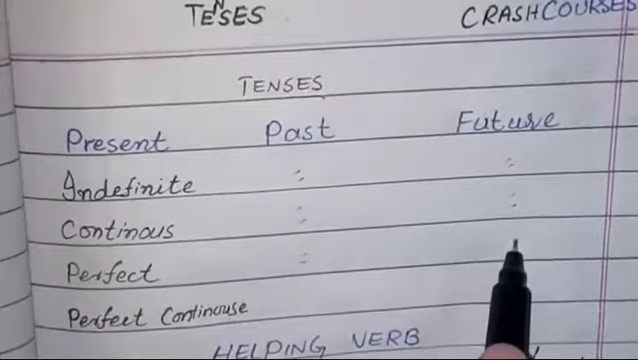 TENSES CRASHCOURSES
TENSES
Present Past Future
Indefinite " "
Continous " "
Perfect "
Perfect Continouse
HELPING VERB